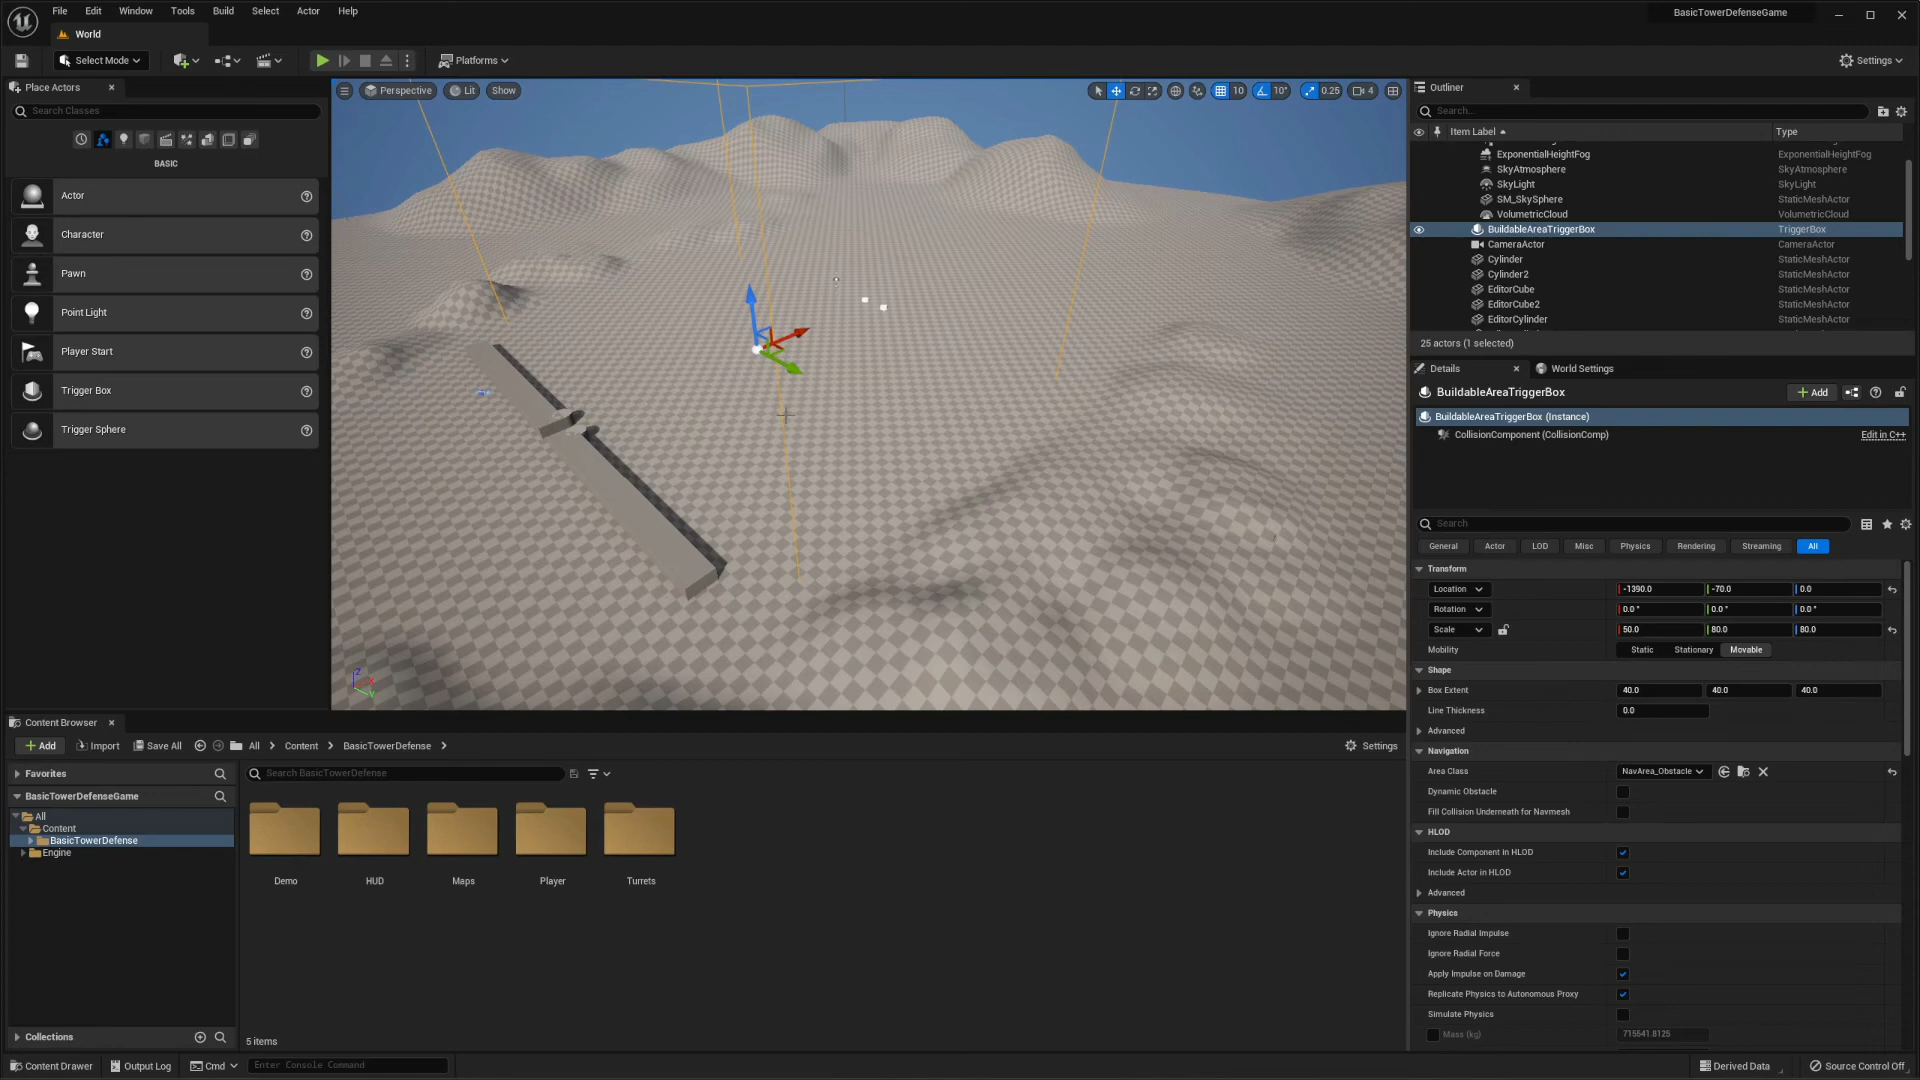 File Edit Window Tools Build Select Actor Help
BasicTowerDefenseGame
World
Select Mode
Platforms
Settings
Place Actors
Search Classes
BASIC
Actor
Character
Pawn
Point Light
Player Start
Trigger Box
Trigger Sphere
Perspective Lit Show
10 10° 0.25 4
Z X Y
Outliner
Search...
Item Label Type
ExponentialHeightFog ExponentialHeightFog
SkyAtmosphere SkyAtmosphere
SkyLight SkyLight
SM_SkySphere StaticMeshActor
VolumetricCloud VolumetricCloud
BuildableAreaTriggerBox TriggerBox
CameraActor CameraActor
Cylinder StaticMeshActor
Cylinder2 StaticMeshActor
EditorCube StaticMeshActor
EditorCube2 StaticMeshActor
EditorCylinder StaticMeshActor
25 actors (1 selected)
Details World Settings
BuildableAreaTriggerBox
Add
BuildableAreaTriggerBox (Instance)
CollisionComponent (CollisionComp) Edit in C++
Search
General Actor LOD Misc Physics Rendering Streaming All
Transform
Location -1390.0 -70.0 0.0
Rotation 0.0 ° 0.0 ° 0.0 °
Scale 50.0 80.0 80.0
Mobility Static Stationary Movable
Shape
Box Extent 40.0 40.0 40.0
Line Thickness 0.0
Advanced
Navigation
Area Class NavArea_Obstacle
Dynamic Obstacle
Fill Collision Underneath for Navmesh
HLOD
Include Component in HLOD
Include Actor in HLOD
Advanced
Physics
Ignore Radial Impulse
Ignore Radial Force
Apply Impulse on Damage
Replicate Physics to Autonomous Proxy
Simulate Physics
Mass (kg) 715541.8125
Content Browser
Add Import Save All All Content BasicTowerDefense
Settings
Favorites
Search BasicTowerDefense
BasicTowerDefenseGame
All
Content
BasicTowerDefense
Engine
Demo HUD Maps Player Turrets
Collections
5 items
Content Drawer Output Log Cmd Enter Console Command
Derived Data Source Control Off